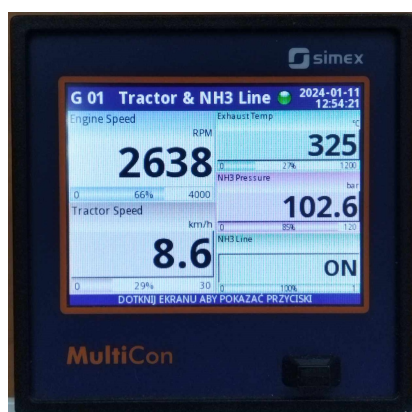 simex
G 01 Tractor & NH3 Line 2024-01-11
12:54:21
Engine Speed
RPM
2638
0 66% 4000
Tractor Speed
km/h
8.6
0 29% 30
Exhaust Temp
°C
325
0 27% 1200
NH3 Pressure
bar
102.6
0 85% 120
NH3 Line
ON
0 100% 1
DOTKNIJ EKRANU ABY POKAZAĆ PRZYCISKI
MultiCon